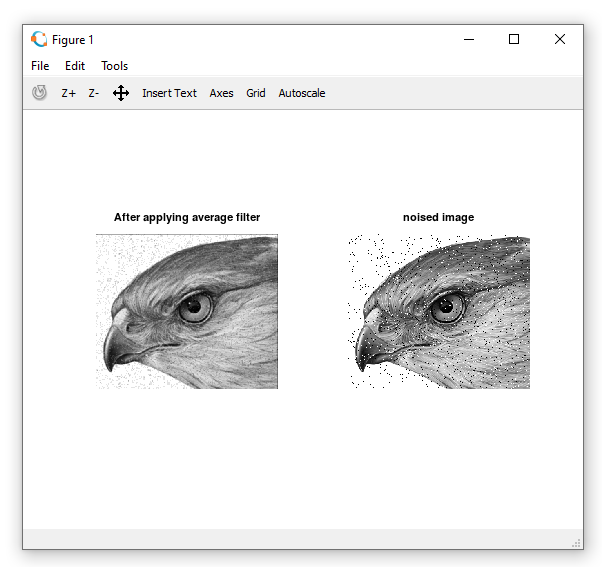 Figure 1
File Edit Tools
Z+ Z- Insert Text Axes Grid Autoscale
After applying average filter
noised image